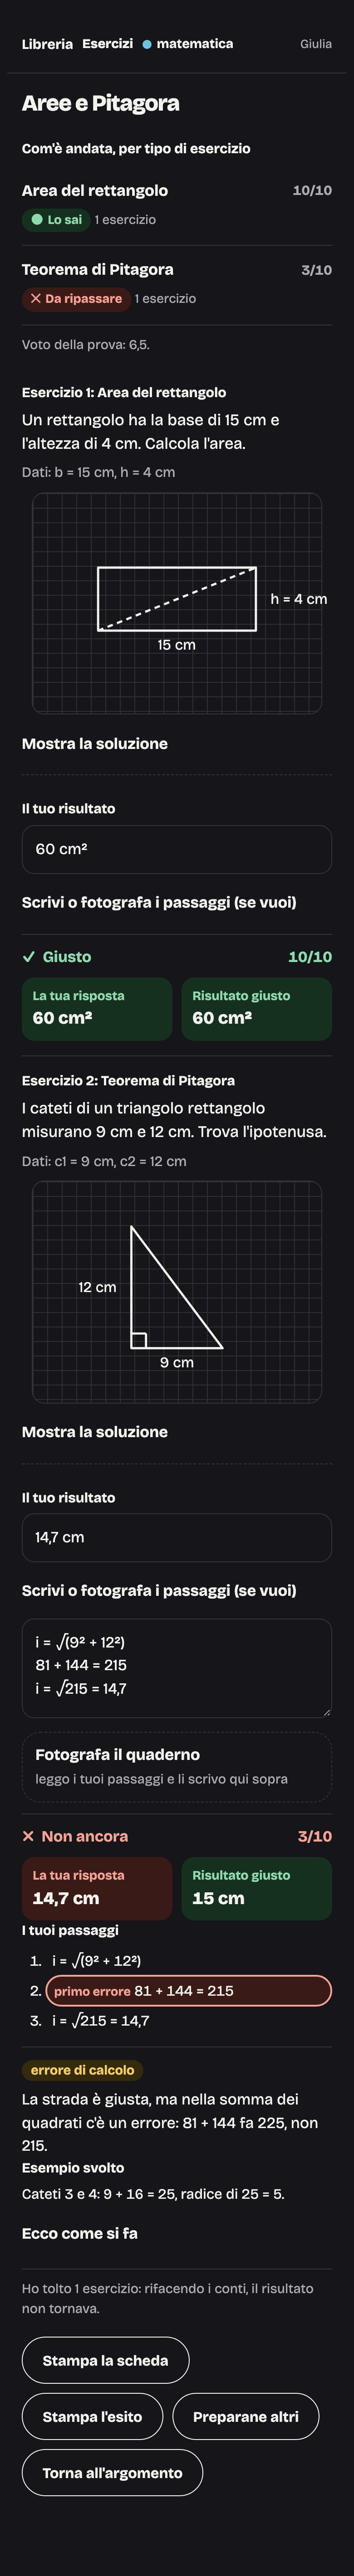 Libreria Esercizi matematica Giulia
Aree e Pitagora
Com'è andata, per tipo di esercizio
Area del rettangolo 10/10
Lo sai 1 esercizio
Teorema di Pitagora 3/10
Da ripassare 1 esercizio
Voto della prova: 6,5.
Esercizio 1: Area del rettangolo
Un rettangolo ha la base di 15 cm e
l'altezza di 4 cm. Calcola l'area.
Dati: b = 15 cm, h = 4 cm
h = 4 cm
15 cm
Mostra la soluzione
Il tuo risultato
60 cm²
Scrivi o fotografa i passaggi (se vuoi)
Giusto 10/10
La tua risposta
60 cm²
Risultato giusto
60 cm²
Esercizio 2: Teorema di Pitagora
I cateti di un triangolo rettangolo
misurano 9 cm e 12 cm. Trova l'ipotenusa.
Dati: c1 = 9 cm, c2 = 12 cm
12 cm
9 cm
Mostra la soluzione
Il tuo risultato
14,7 cm
Scrivi o fotografa i passaggi (se vuoi)
i = √(9² + 12²)
81 + 144 = 215
i = √215 = 14,7
Fotografa il quaderno
leggo i tuoi passaggi e li scrivo qui sopra
Non ancora 3/10
La tua risposta
14,7 cm
Risultato giusto
15 cm
I tuoi passaggi
1. i = √(9² + 12²)
2. primo errore 81 + 144 = 215
3. i = √215 = 14,7
errore di calcolo
La strada è giusta, ma nella somma dei
quadrati c'è un errore: 81 + 144 fa 225, non
215.
Esempio svolto
Cateti 3 e 4: 9 + 16 = 25, radice di 25 = 5.
Ecco come si fa
Ho tolto 1 esercizio: rifacendo i conti, il risultato
non tornava.
Stampa la scheda
Stampa l'esito Preparane altri
Torna all'argomento